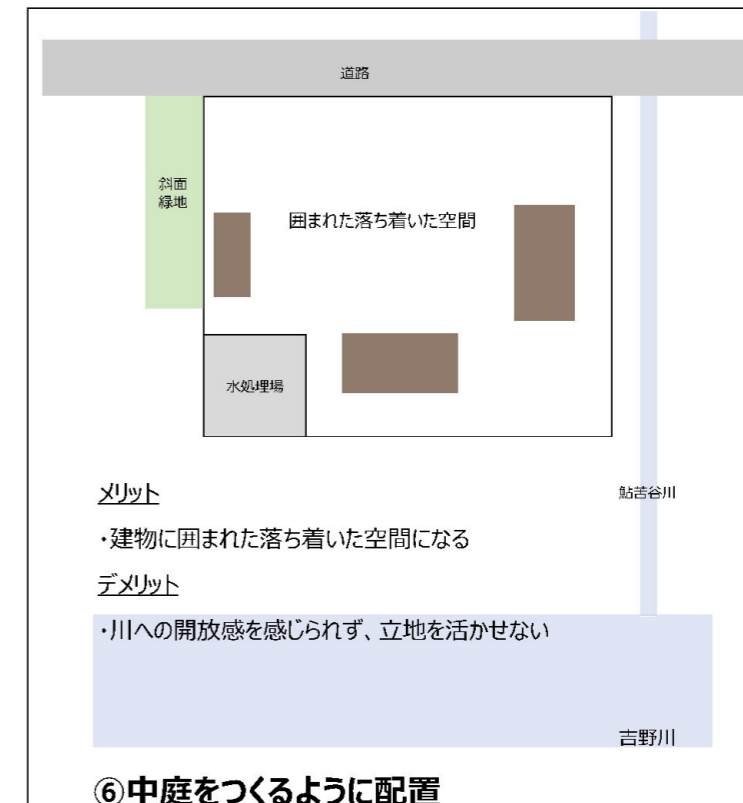 道路
斜面
緑地
囲まれた落ち着いた空間
水処理場
メリット
鮎苦谷川
・建物に囲まれた落ち着いた空間になる
デメリット
・川への開放感を感じられず、立地を活かせない
吉野川
⑥中庭をつくるように配置